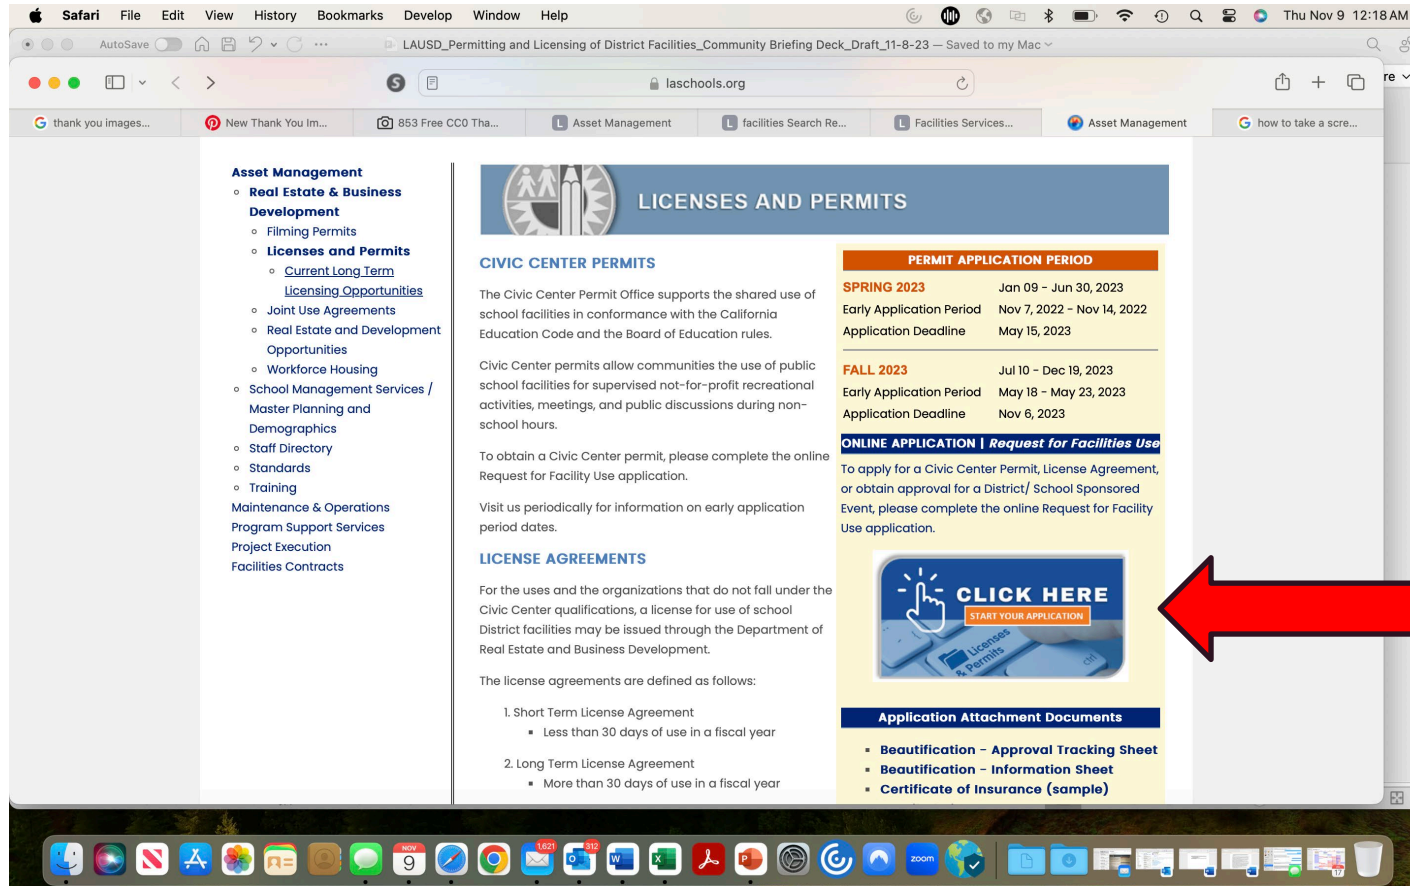 Safari File Edit View History Bookmarks Develop Window Help Thu Nov 9 12:18 AM
AutoSave LAUSD_Permitting and Licensing of District Facilities_Community Briefing Deck_Draft_11-8-23 — Saved to my Mac
laschools.org
re
thank you images...
New Thank You Im...
853 Free CC0 Tha...
L Asset Management
L facilities Search Re...
L Facilities Services...
Asset Management
how to take a scre...
Asset Management
Real Estate & Business
Development
Filming Permits
Licenses and Permits
Current Long Term
Licensing Opportunities
Joint Use Agreements
Real Estate and Development
Opportunities
Workforce Housing
School Management Services /
Master Planning and
Demographics
Staff Directory
Standards
Training
Maintenance & Operations
Program Support Services
Project Execution
Facilities Contracts
LICENSES AND PERMITS
CIVIC CENTER PERMITS
The Civic Center Permit Office supports the shared use of
school facilities in conformance with the California
Education Code and the Board of Education rules.
Civic Center permits allow communities the use of public
school facilities for supervised not-for-profit recreational
activities, meetings, and public discussions during non-
school hours.
To obtain a Civic Center permit, please complete the online
Request for Facility Use application.
Visit us periodically for information on early application
period dates.
LICENSE AGREEMENTS
For the uses and the organizations that do not fall under the
Civic Center qualifications, a license for use of school
District facilities may be issued through the Department of
Real Estate and Business Development.
The license agreements are defined as follows:
1. Short Term License Agreement
Less than 30 days of use in a fiscal year
2. Long Term License Agreement
More than 30 days of use in a fiscal year
PERMIT APPLICATION PERIOD
SPRING 2023 Jan 09 - Jun 30, 2023
Early Application Period Nov 7, 2022 - Nov 14, 2022
Application Deadline May 15, 2023
FALL 2023 Jul 10 - Dec 19, 2023
Early Application Period May 18 - May 23, 2023
Application Deadline Nov 6, 2023
ONLINE APPLICATION | Request for Facilities Use
To apply for a Civic Center Permit, License Agreement,
or obtain approval for a District/ School Sponsored
Event, please complete the online Request for Facility
Use application.
CLICK HERE
START YOUR APPLICATION
Licenses
& Permits
ctrl
Application Attachment Documents
Beautification - Approval Tracking Sheet
Beautification - Information Sheet
Certificate of Insurance (sample)
NOV
9
1,621
312
zoom
17